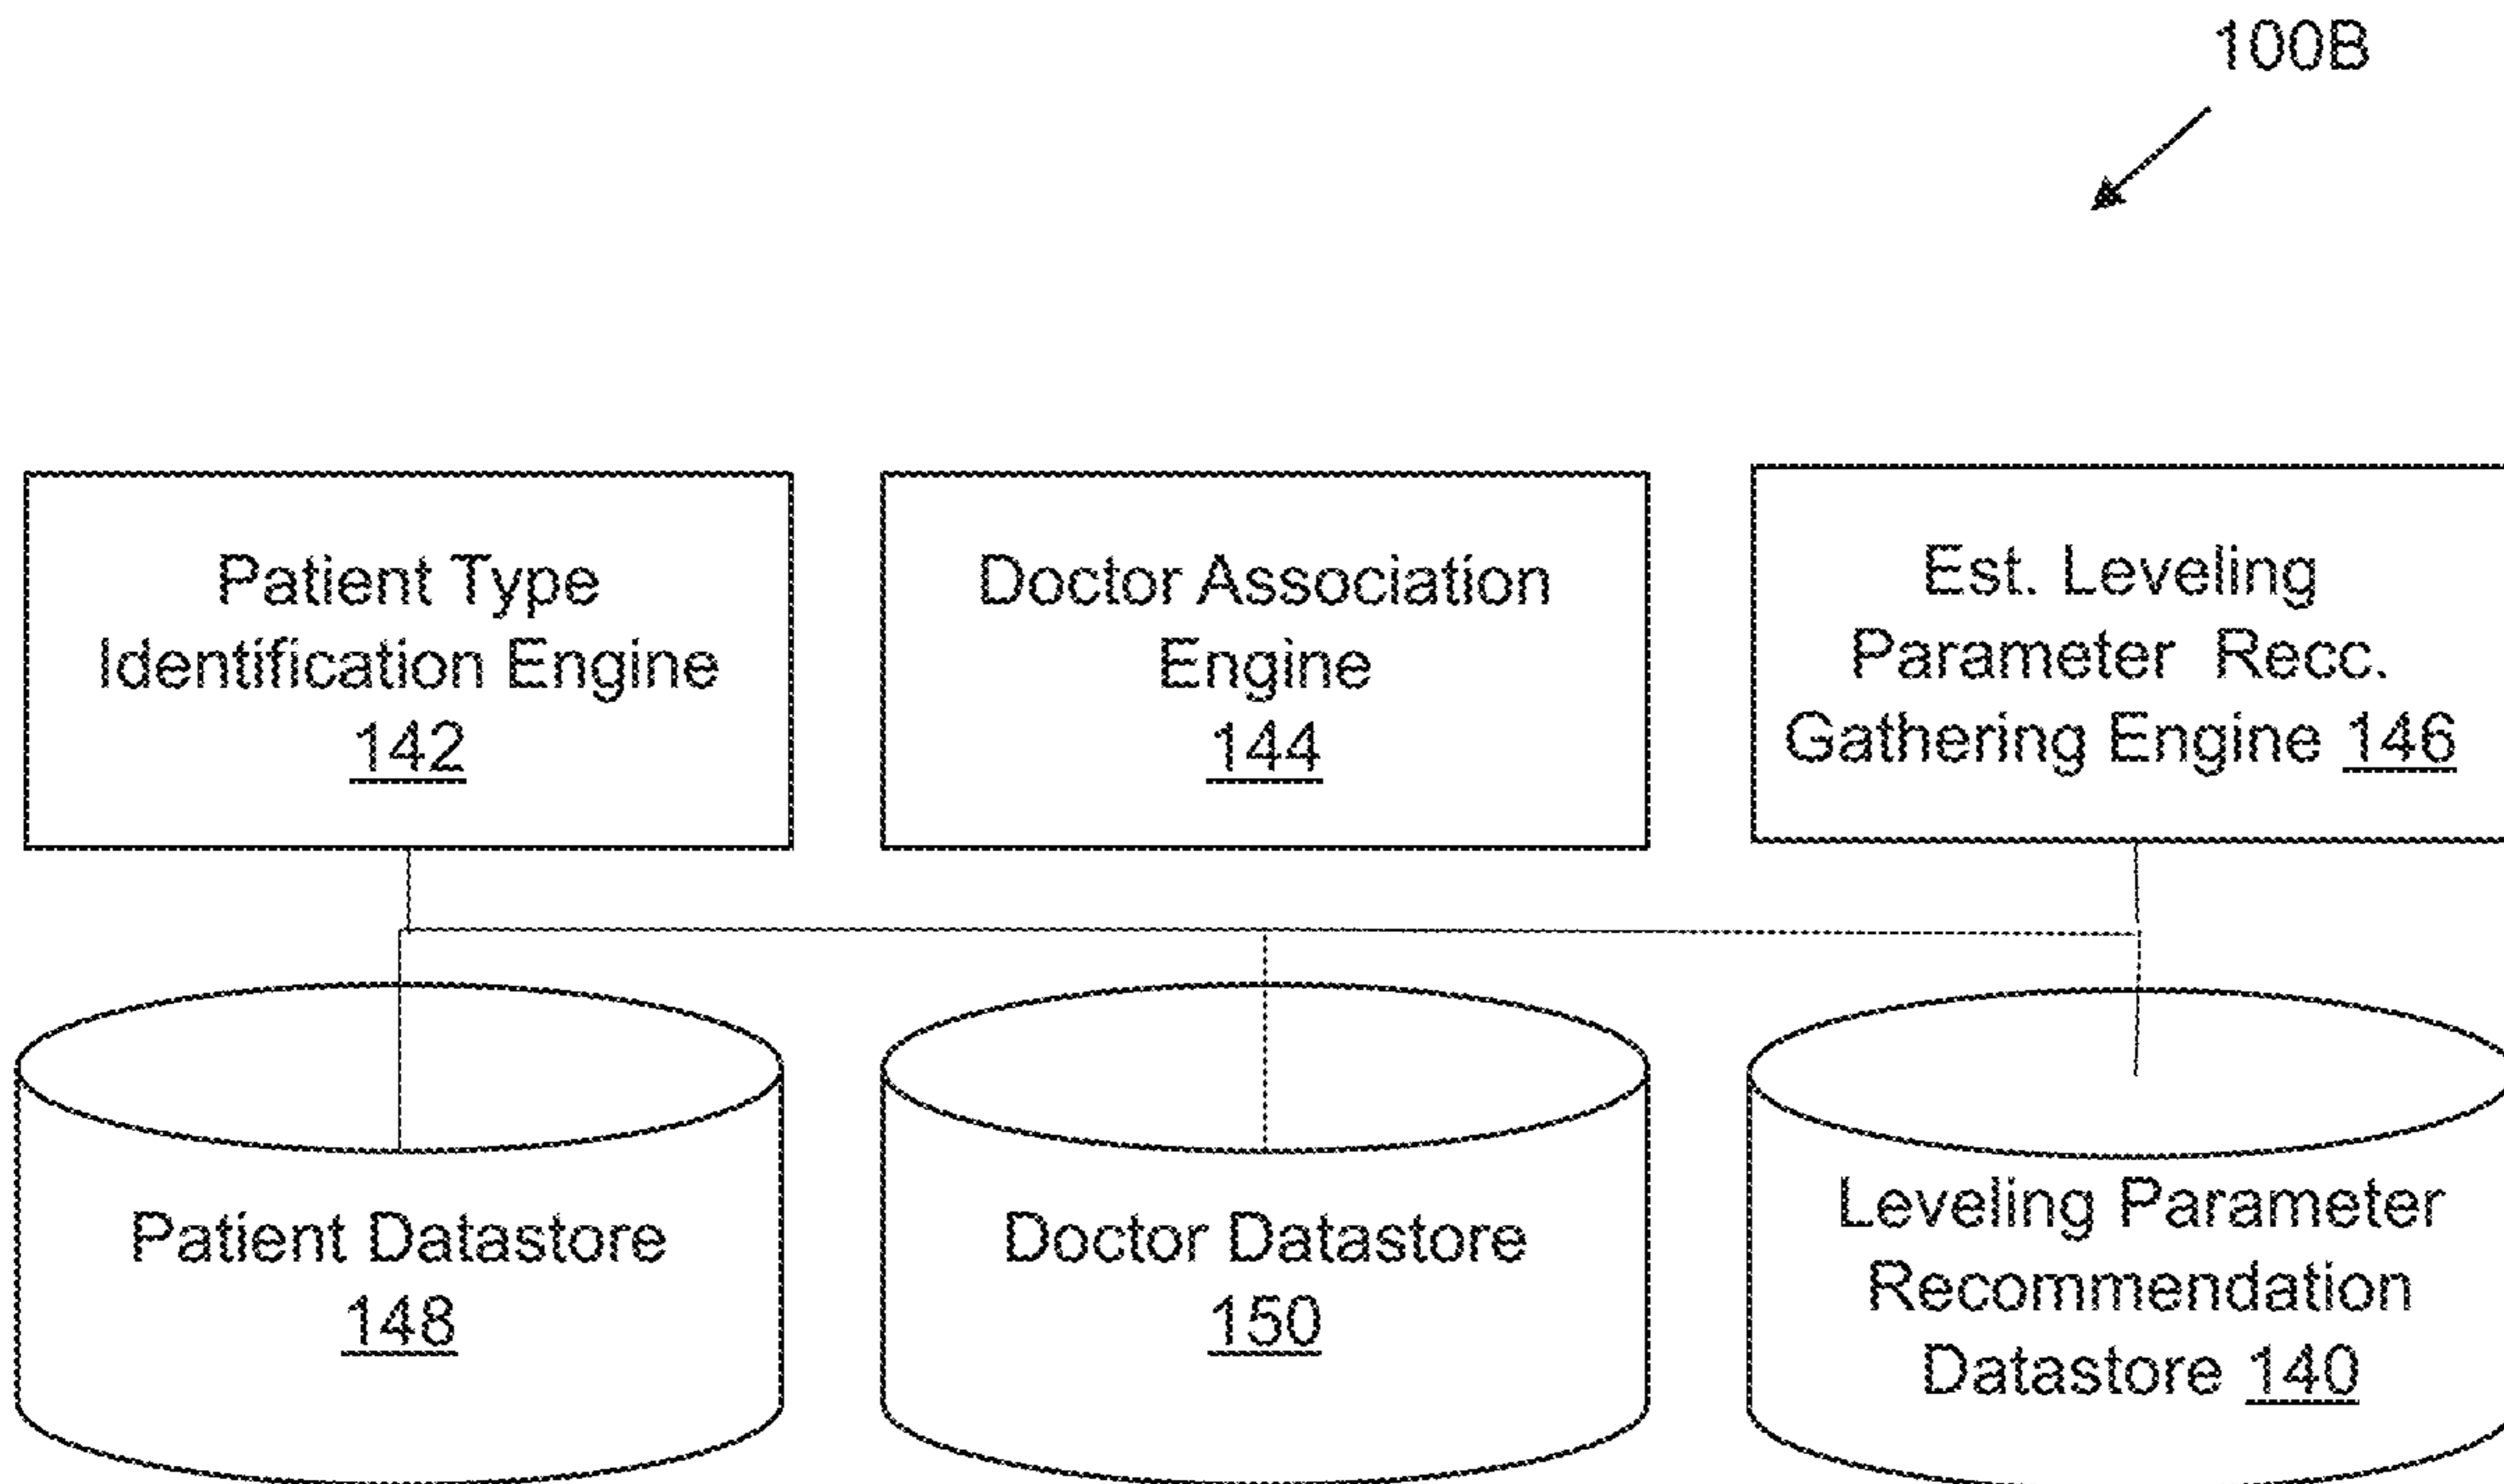 100B
Patient Type
Identification Engine
142
Doctor Association
Engine
144
Est. Leveling
Parameter Recc.
Gathering Engine 146
Patient Datastore
148
Doctor Datastore
150
Leveling Parameter
Recommendation
Datastore 140